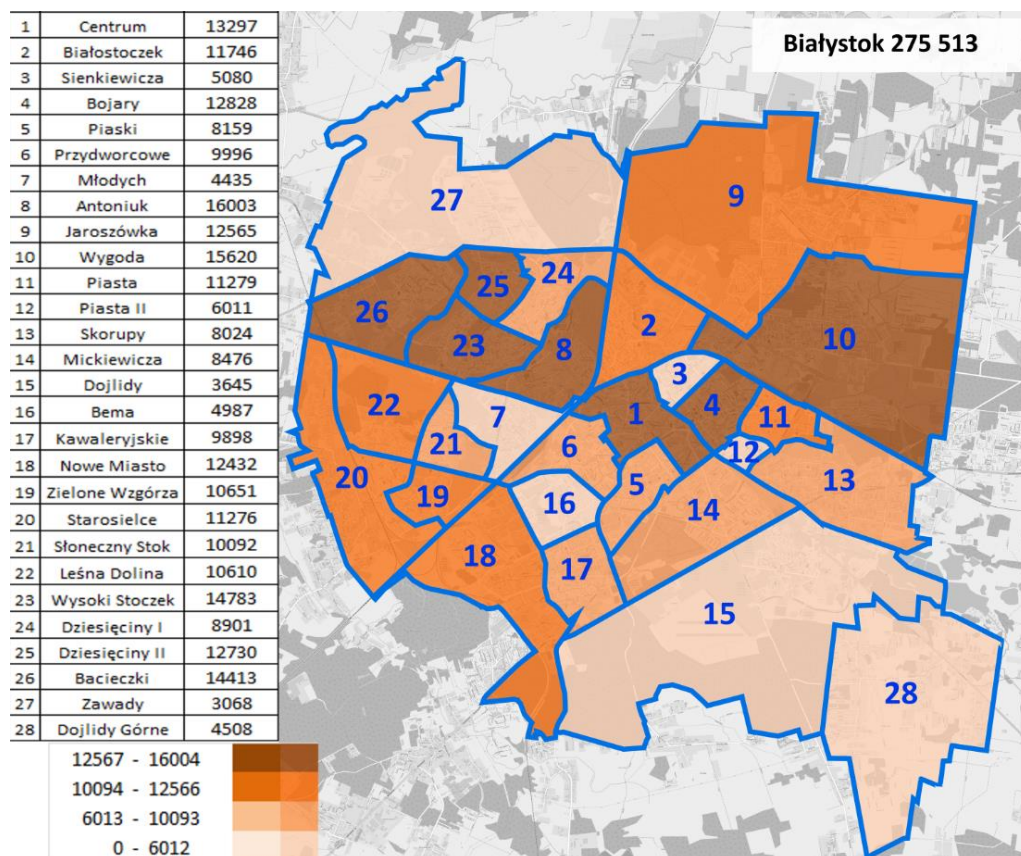 Białystok 275 513
1 Centrum 13297
2 Białostoczek 11746
3 Sienkiewicza 5080
4 Bojary 12828
5 Piaski 8159
6 Przydworcowe 9996
7 Młodych 4435
8 Antoniuk 16003
9 Jaroszówka 12565
10 Wygoda 15620
11 Piasta 11279
12 Piasta II 6011
13 Skorupy 8024
14 Mickiewicza 8476
15 Dojlidy 3645
16 Bema 4987
17 Kawaleryjskie 9898
18 Nowe Miasto 12432
19 Zielone Wzgórza 10651
20 Starosielce 11276
21 Słoneczny Stok 10092
22 Leśna Dolina 10610
23 Wysoki Stoczek 14783
24 Dziesięciny I 8901
25 Dziesięciny II 12730
26 Bacieczki 14413
27 Zawady 3068
28 Dojlidy Górne 4508
12567 - 16004
10094 - 12566
6013 - 10093
0 - 6012
9
27
24
25
26
2
10
23
8
3
1
4
11
22
7
21
6
12
20
19
5
13
16
14
18
17
15
28